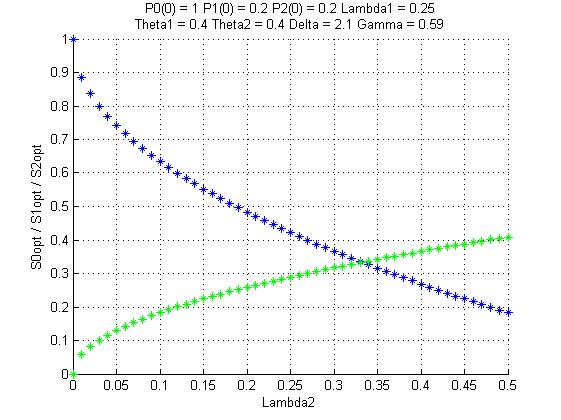 P0(0) = 1 P1(0) = 0.2 P2(0) = 0.2 Lambda1 = 0.25
Theta1 = 0.4 Theta2 = 0.4 Delta = 2.1 Gamma = 0.59
1
0.9
0.8
0.7
0.6
0.5
0.4
0.3
0.2
0.1
0
S0opt / S1opt / S2opt
0 0.05 0.1 0.15 0.2 0.25 0.3 0.35 0.4 0.45 0.5
Lambda2